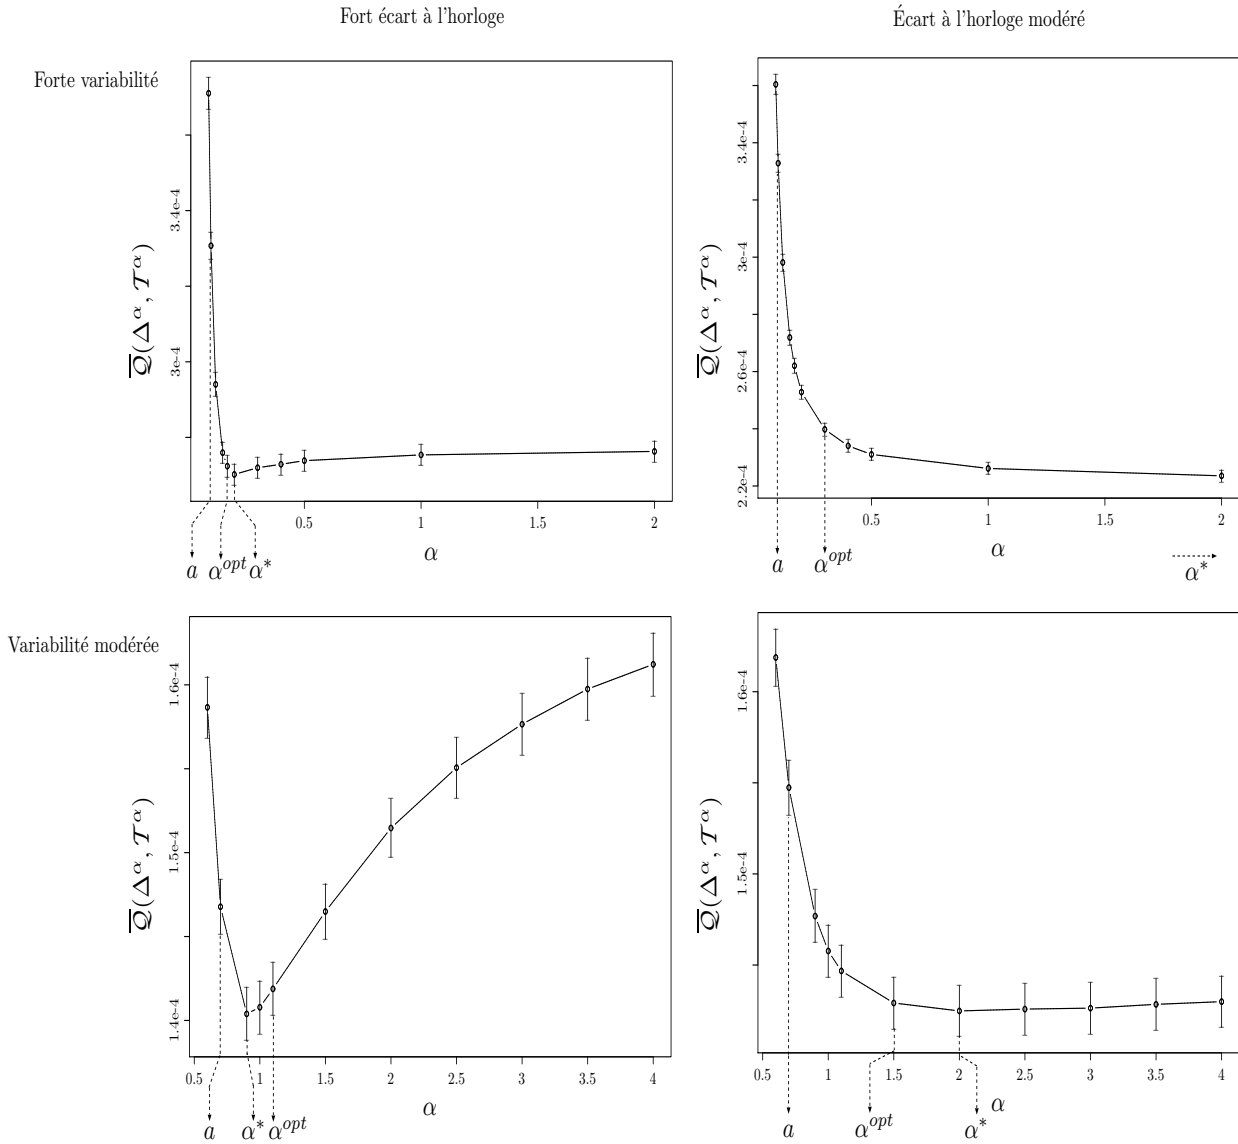 Fort écart à l'horloge
Écart à l'horloge modéré
Forte variabilité
Q̅(Δ^α, T^α)
3.4e-4
3e-4
0.5
1
1.5
2
α
a
α^opt
α*
Q̅(Δ^α, T^α)
3.4e-4
3e-4
2.6e-4
2.2e-4
0.5
1
1.5
2
α
a
α^opt
α*
Variabilité modérée
Q̅(Δ^α, T^α)
1.6e-4
1.5e-4
1.4e-4
0.5
1
1.5
2
2.5
3
3.5
4
α
a
α*
α^opt
Q̅(Δ^α, T^α)
1.6e-4
1.5e-4
0.5
1
1.5
2
2.5
3
3.5
4
α
a
α^opt
α*